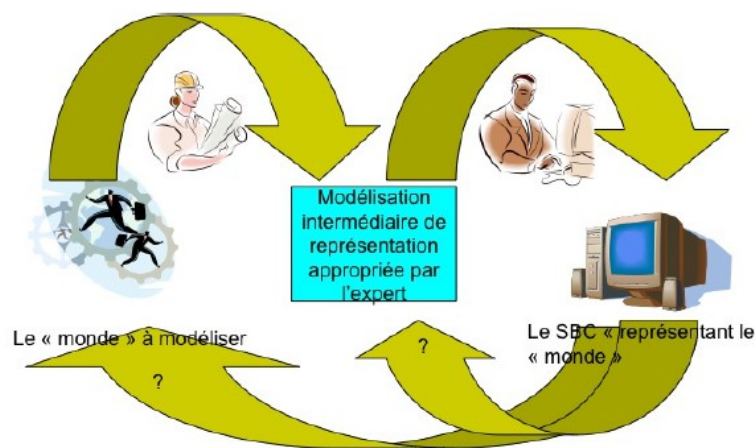 Modélisation
intermédiaire de
représentation
appropriée par
l'expert
Le « monde » à modéliser
?
?
Le SBC « représentant le
« monde »